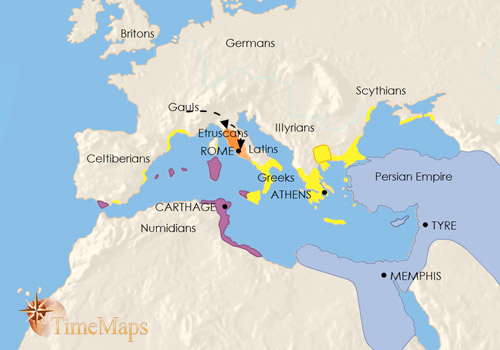 Britons
Germans
Scythians
Gauls
Etruscans
Illyrians
ROME
Latins
Celtiberians
Greeks
Persian Empire
ATHENS
CARTHAGE
Numidians
TYRE
MEMPHIS
TimeMaps